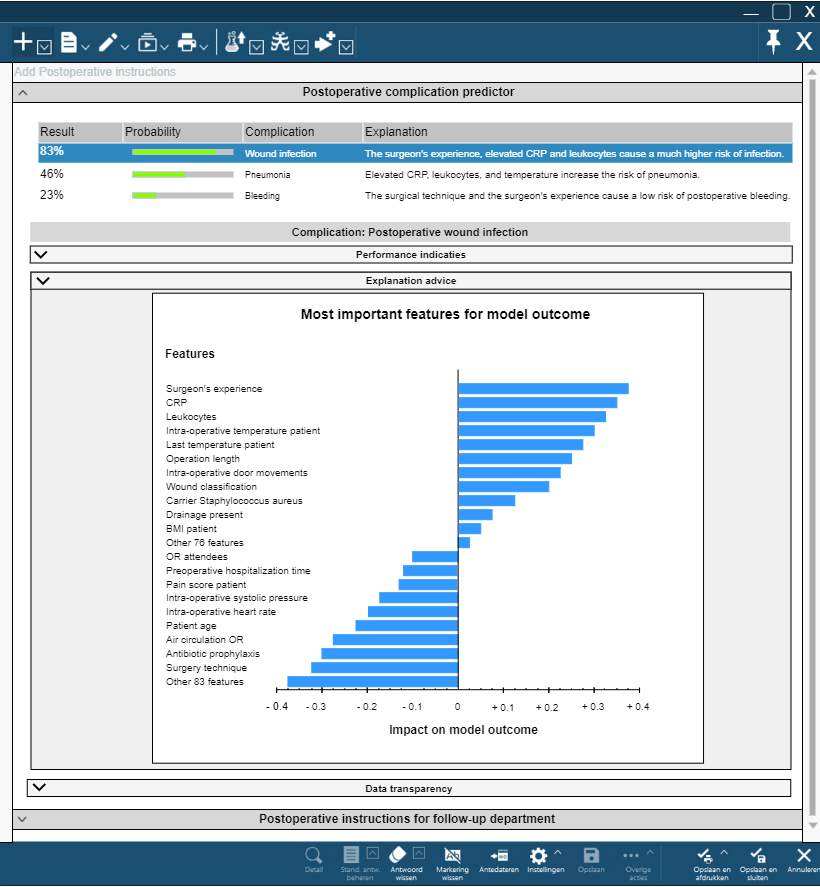 X
X
Add Postoperative instructions
Postoperative complication predictor
Result Probability Complication Explanation
83% Wound infection The surgeon's experience, elevated CRP and leukocytes cause a much higher risk of infection.
46% Pneumonia Elevated CRP, leukocytes, and temperature increase the risk of pneumonia.
23% Bleeding The surgical technique and the surgeon's experience cause a low risk of postoperative bleeding.
Complication: Postoperative wound infection
Performance indicaties
Explanation advice
Most important features for model outcome
Features
Surgeon's experience
CRP
Leukocytes
Intra-operative temperature patient
Last temperature patient
Operation length
Intra-operative door movements
Wound classification
Carrier Staphylococcus aureus
Drainage present
BMI patient
Other 76 features
OR attendees
Preoperative hospitalization time
Pain score patient
Intra-operative systolic pressure
Intra-operative heart rate
Patient age
Air circulation OR
Antibiotic prophylaxis
Surgery technique
Other 83 features
- 0.4 - 0.3 - 0.2 - 0.1 0 + 0.1 + 0.2 + 0.3 + 0.4
Impact on model outcome
Data transparency
Postoperative instructions for follow-up department
Detail Stand. antw. Antwoord Markering Antedateren Instellingen Opslaan Overige Opslaan en Opslaan en Annuleren
beheren wissen wissen acties afdrukken sluiten